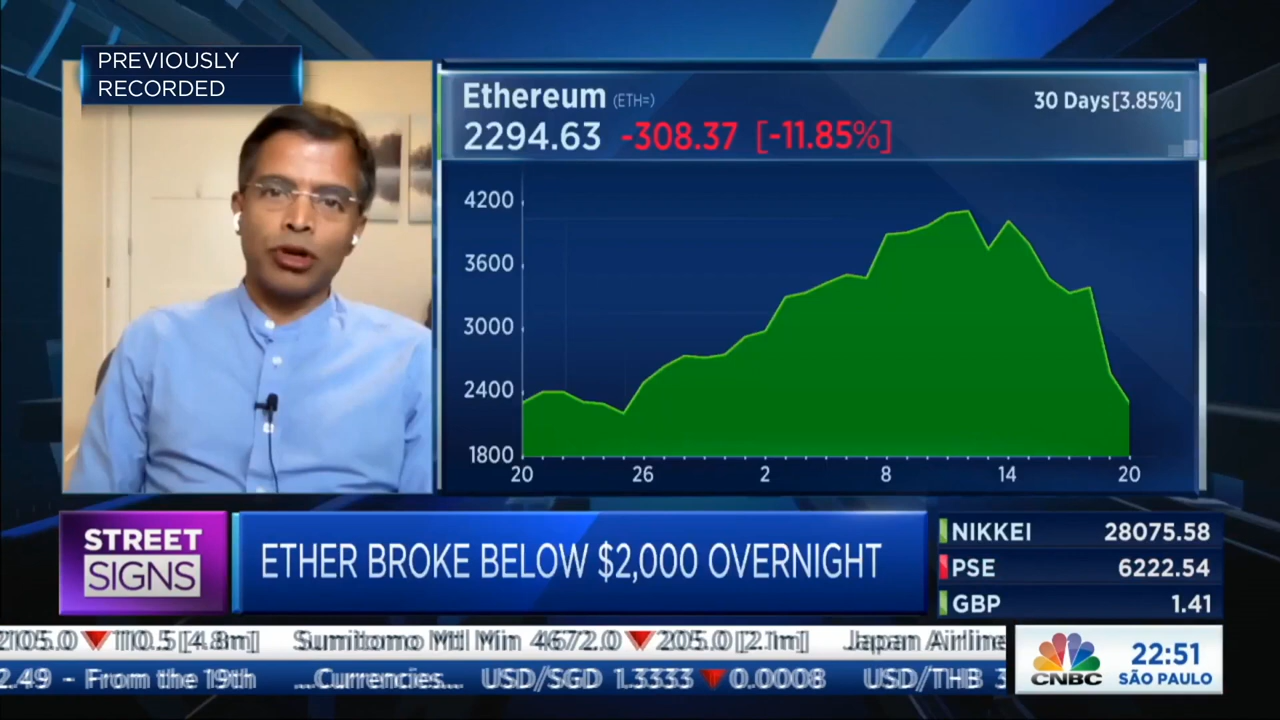 PREVIOUSLY
RECORDED
Ethereum (ETH=)
30 Days[3.85%]
2294.63 -308.37 [-11.85%]
4200
3600
3000
2400
1800
20 26 2 8 14 20
STREET
SIGNS
ETHER BROKE BELOW $2,000 OVERNIGHT
NIKKEI 28075.58
PSE 6222.54
GBP 1.41
2105.0 ▼110.5 [4.8m] Sumitomo Mtl Min 4672.0 ▼205.0 [2.1m] Japan Airline
2.49 - From the 19th ...Currencies... USD/SGD 1.3333 ▼0.0008 USD/THB 3
CNBC
22:51
SÃO PAULO